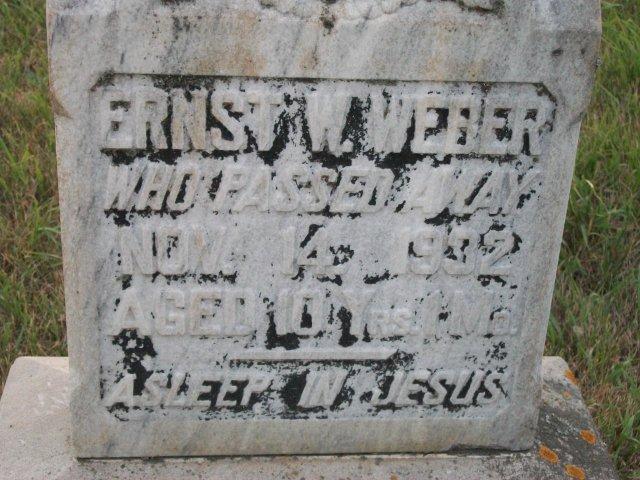 ERNST W. WEBER
WHO PASSED AWAY
NOV. 14, 1932
AGED 10 YRS. 1 MO.
ASLEEP IN JESUS